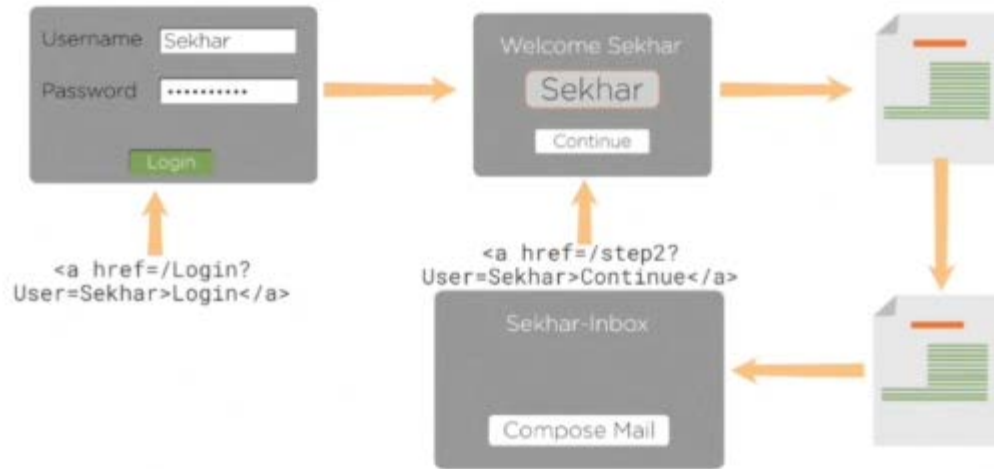 Username Sekhar
Password ••••••••••
Login
<a href=/Login?
User=Sekhar>Login</a>
Welcome Sekhar
Sekhar
Continue
<a href=/step2?
User=Sekhar>Continue</a>
Sekhar-Inbox
Compose Mail